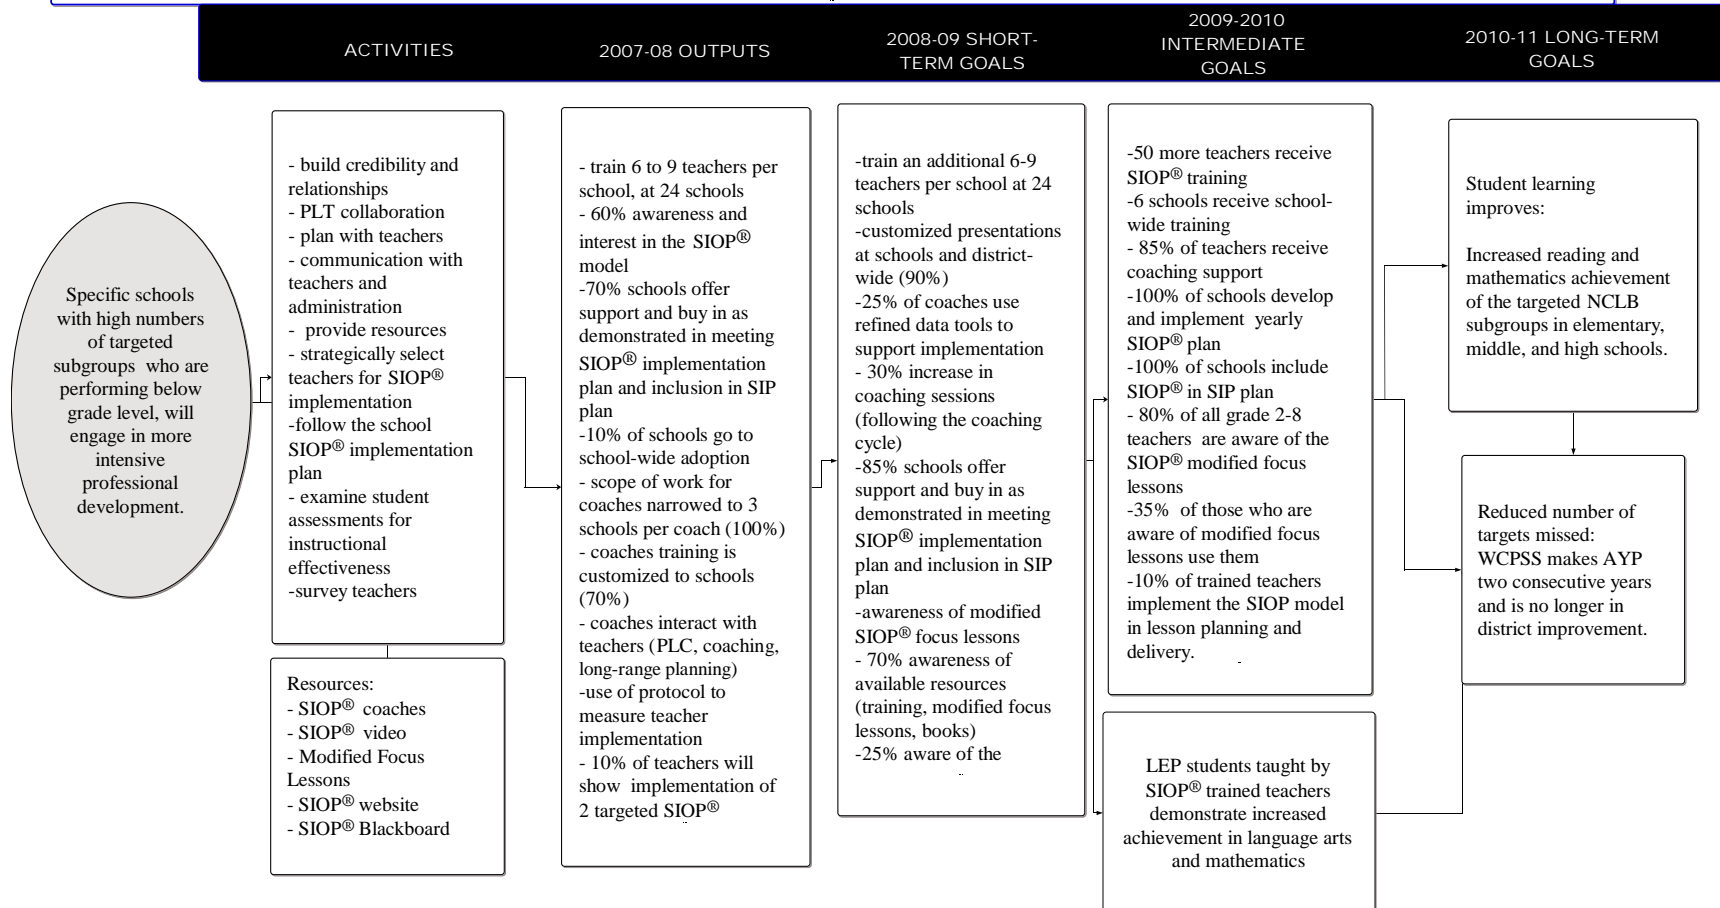 ACTIVITIES
2007-08 OUTPUTS
2008-09 SHORT-
TERM GOALS
2009-2010
INTERMEDIATE
GOALS
2010-11 LONG-TERM
GOALS
Specific schools
with high numbers
of targeted
subgroups who are
performing below
grade level, will
engage in more
intensive
professional
development.
- build credibility and
relationships
- PLT collaboration
- plan with teachers
- communication with
teachers and
administration
- provide resources
- strategically select
teachers for SIOP®
implementation
-follow the school
SIOP® implementation
plan
- examine student
assessments for
instructional
effectiveness
-survey teachers
Resources:
- SIOP® coaches
- SIOP® video
- Modified Focus
Lessons
- SIOP® website
- SIOP® Blackboard
- train 6 to 9 teachers per
school, at 24 schools
- 60% awareness and
interest in the SIOP®
model
-70% schools offer
support and buy in as
demonstrated in meeting
SIOP® implementation
plan and inclusion in SIP
plan
-10% of schools go to
school-wide adoption
- scope of work for
coaches narrowed to 3
schools per coach (100%)
- coaches training is
customized to schools
(70%)
- coaches interact with
teachers (PLC, coaching,
long-range planning)
-use of protocol to
measure teacher
implementation
- 10% of teachers will
show implementation of
2 targeted SIOP®
-train an additional 6-9
teachers per school at 24
schools
-customized presentations
at schools and district-
wide (90%)
-25% of coaches use
refined data tools to
support implementation
- 30% increase in
coaching sessions
(following the coaching
cycle)
-85% schools offer
support and buy in as
demonstrated in meeting
SIOP® implementation
plan and inclusion in SIP
plan
-awareness of modified
SIOP® focus lessons
- 70% awareness of
available resources
(training, modified focus
lessons, books)
-25% aware of the
-50 more teachers receive
SIOP® training
-6 schools receive school-
wide training
- 85% of teachers receive
coaching support
-100% of schools develop
and implement yearly
SIOP® plan
-100% of schools include
SIOP® in SIP plan
- 80% of all grade 2-8
teachers are aware of the
SIOP® modified focus
lessons
-35% of those who are
aware of modified focus
lessons use them
-10% of trained teachers
implement the SIOP model
in lesson planning and
delivery.
LEP students taught by
SIOP® trained teachers
demonstrate increased
achievement in language arts
and mathematics
Student learning
improves:
Increased reading and
mathematics achievement
of the targeted NCLB
subgroups in elementary,
middle, and high schools.
Reduced number of
targets missed:
WCPSS makes AYP
two consecutive years
and is no longer in
district improvement.